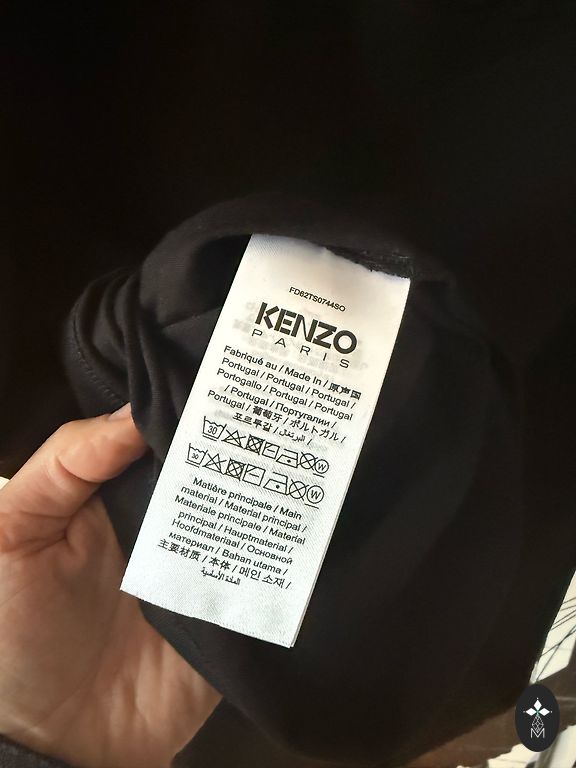 FD62TS0744SO
KENZO
PARIS
Fabriqué au / Made in / 原产国
Portugal / Portugal / Portugal /
Portogallo / Portugal / Portugal
/ Portugal / Португалии /
Portugal / 葡萄牙 / ポルトガル /
포르투갈 / البرتغال /
30 W
30 W
Matière principale / Main
material / Material principal /
Materiale principale / Material
principal / Hauptmaterial /
Hoofdmateriaal / Основной
материал / Bahan utama /
主要材质 / 本体 / 메인 소재 /
المادة الأساسية
M